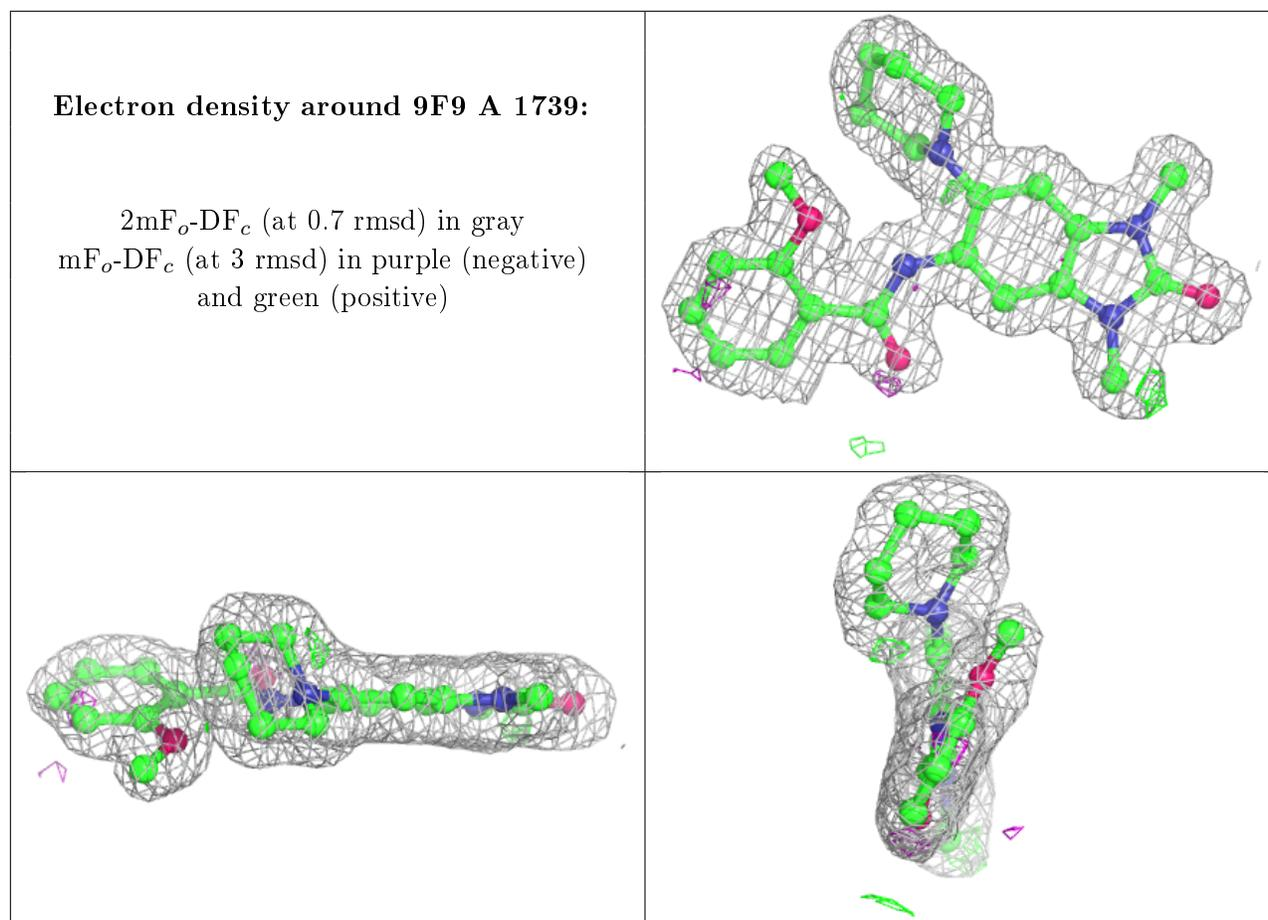 Electron density around 9F9 A 1739:
2mFo-DFc (at 0.7 rmsd) in gray
mFo-DFc (at 3 rmsd) in purple (negative)
and green (positive)